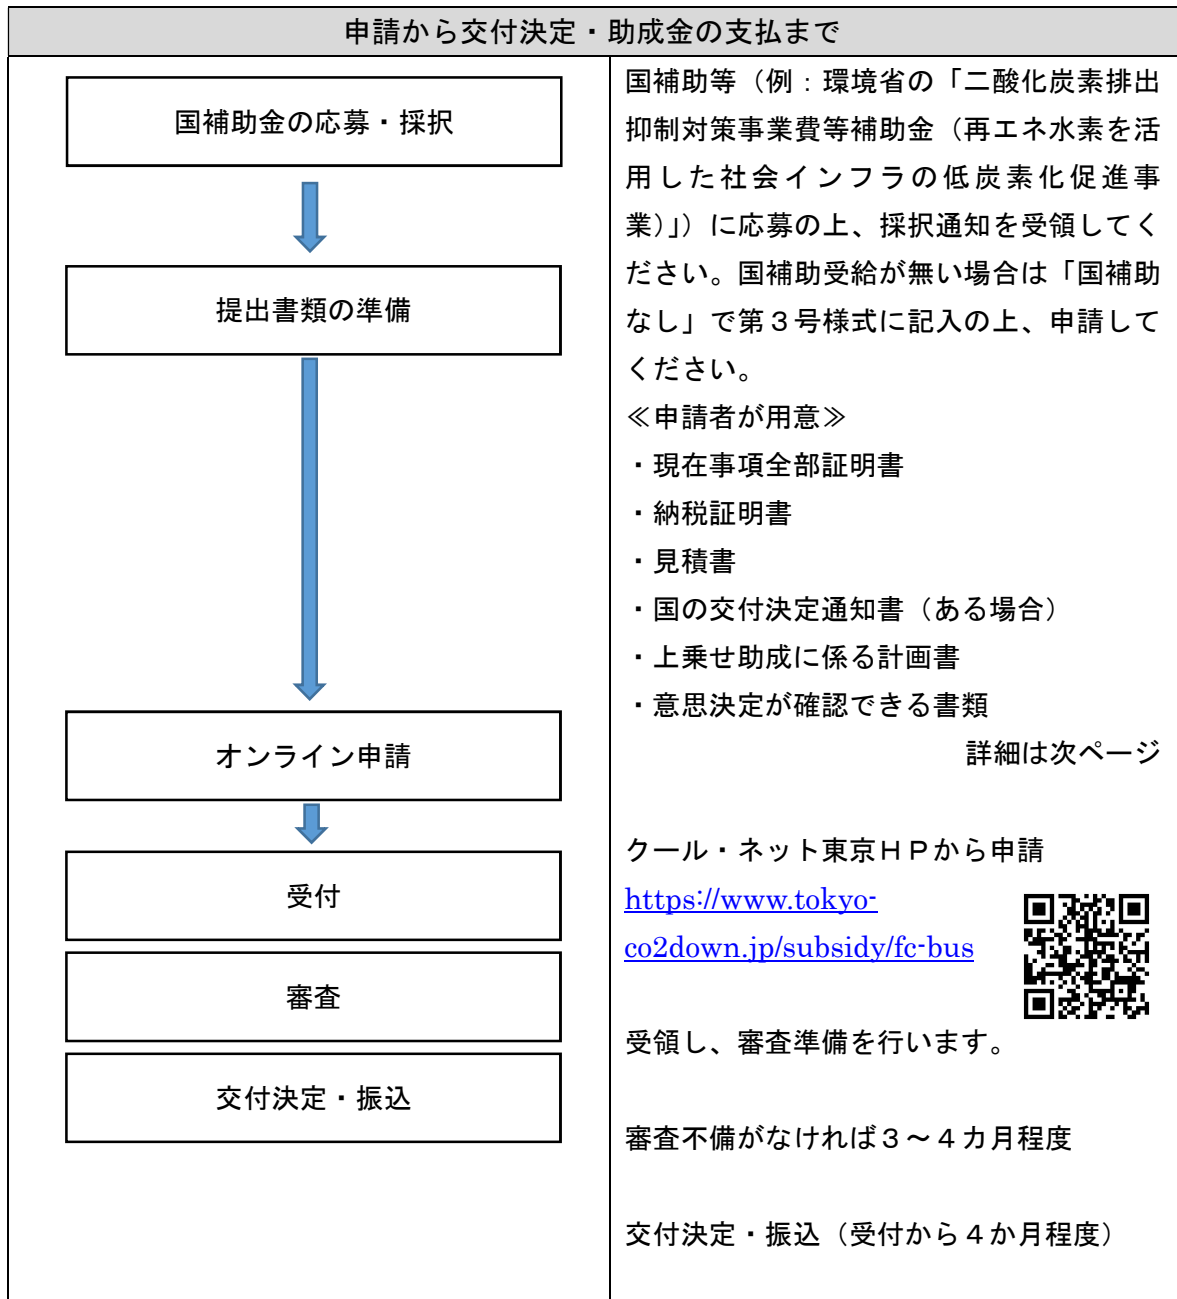 申請から交付決定・助成金の支払まで
国補助金の応募・採択
提出書類の準備
オンライン申請
受付
審査
交付決定・振込
国補助等（例：環境省の「二酸化炭素排出
抑制対策事業費等補助金（再エネ水素を活
用した社会インフラの低炭素化促進事
業）」）に応募の上、採択通知を受領してく
ださい。国補助受給が無い場合は「国補助
なし」で第３号様式に記入の上、申請して
ください。
≪申請者が用意≫
・現在事項全部証明書
・納税証明書
・見積書
・国の交付決定通知書（ある場合）
・上乗せ助成に係る計画書
・意思決定が確認できる書類
詳細は次ページ
クール・ネット東京ＨＰから申請
https://www.tokyo-
co2down.jp/subsidy/fc-bus
受領し、審査準備を行います。
審査不備がなければ３～４カ月程度
交付決定・振込（受付から４か月程度）